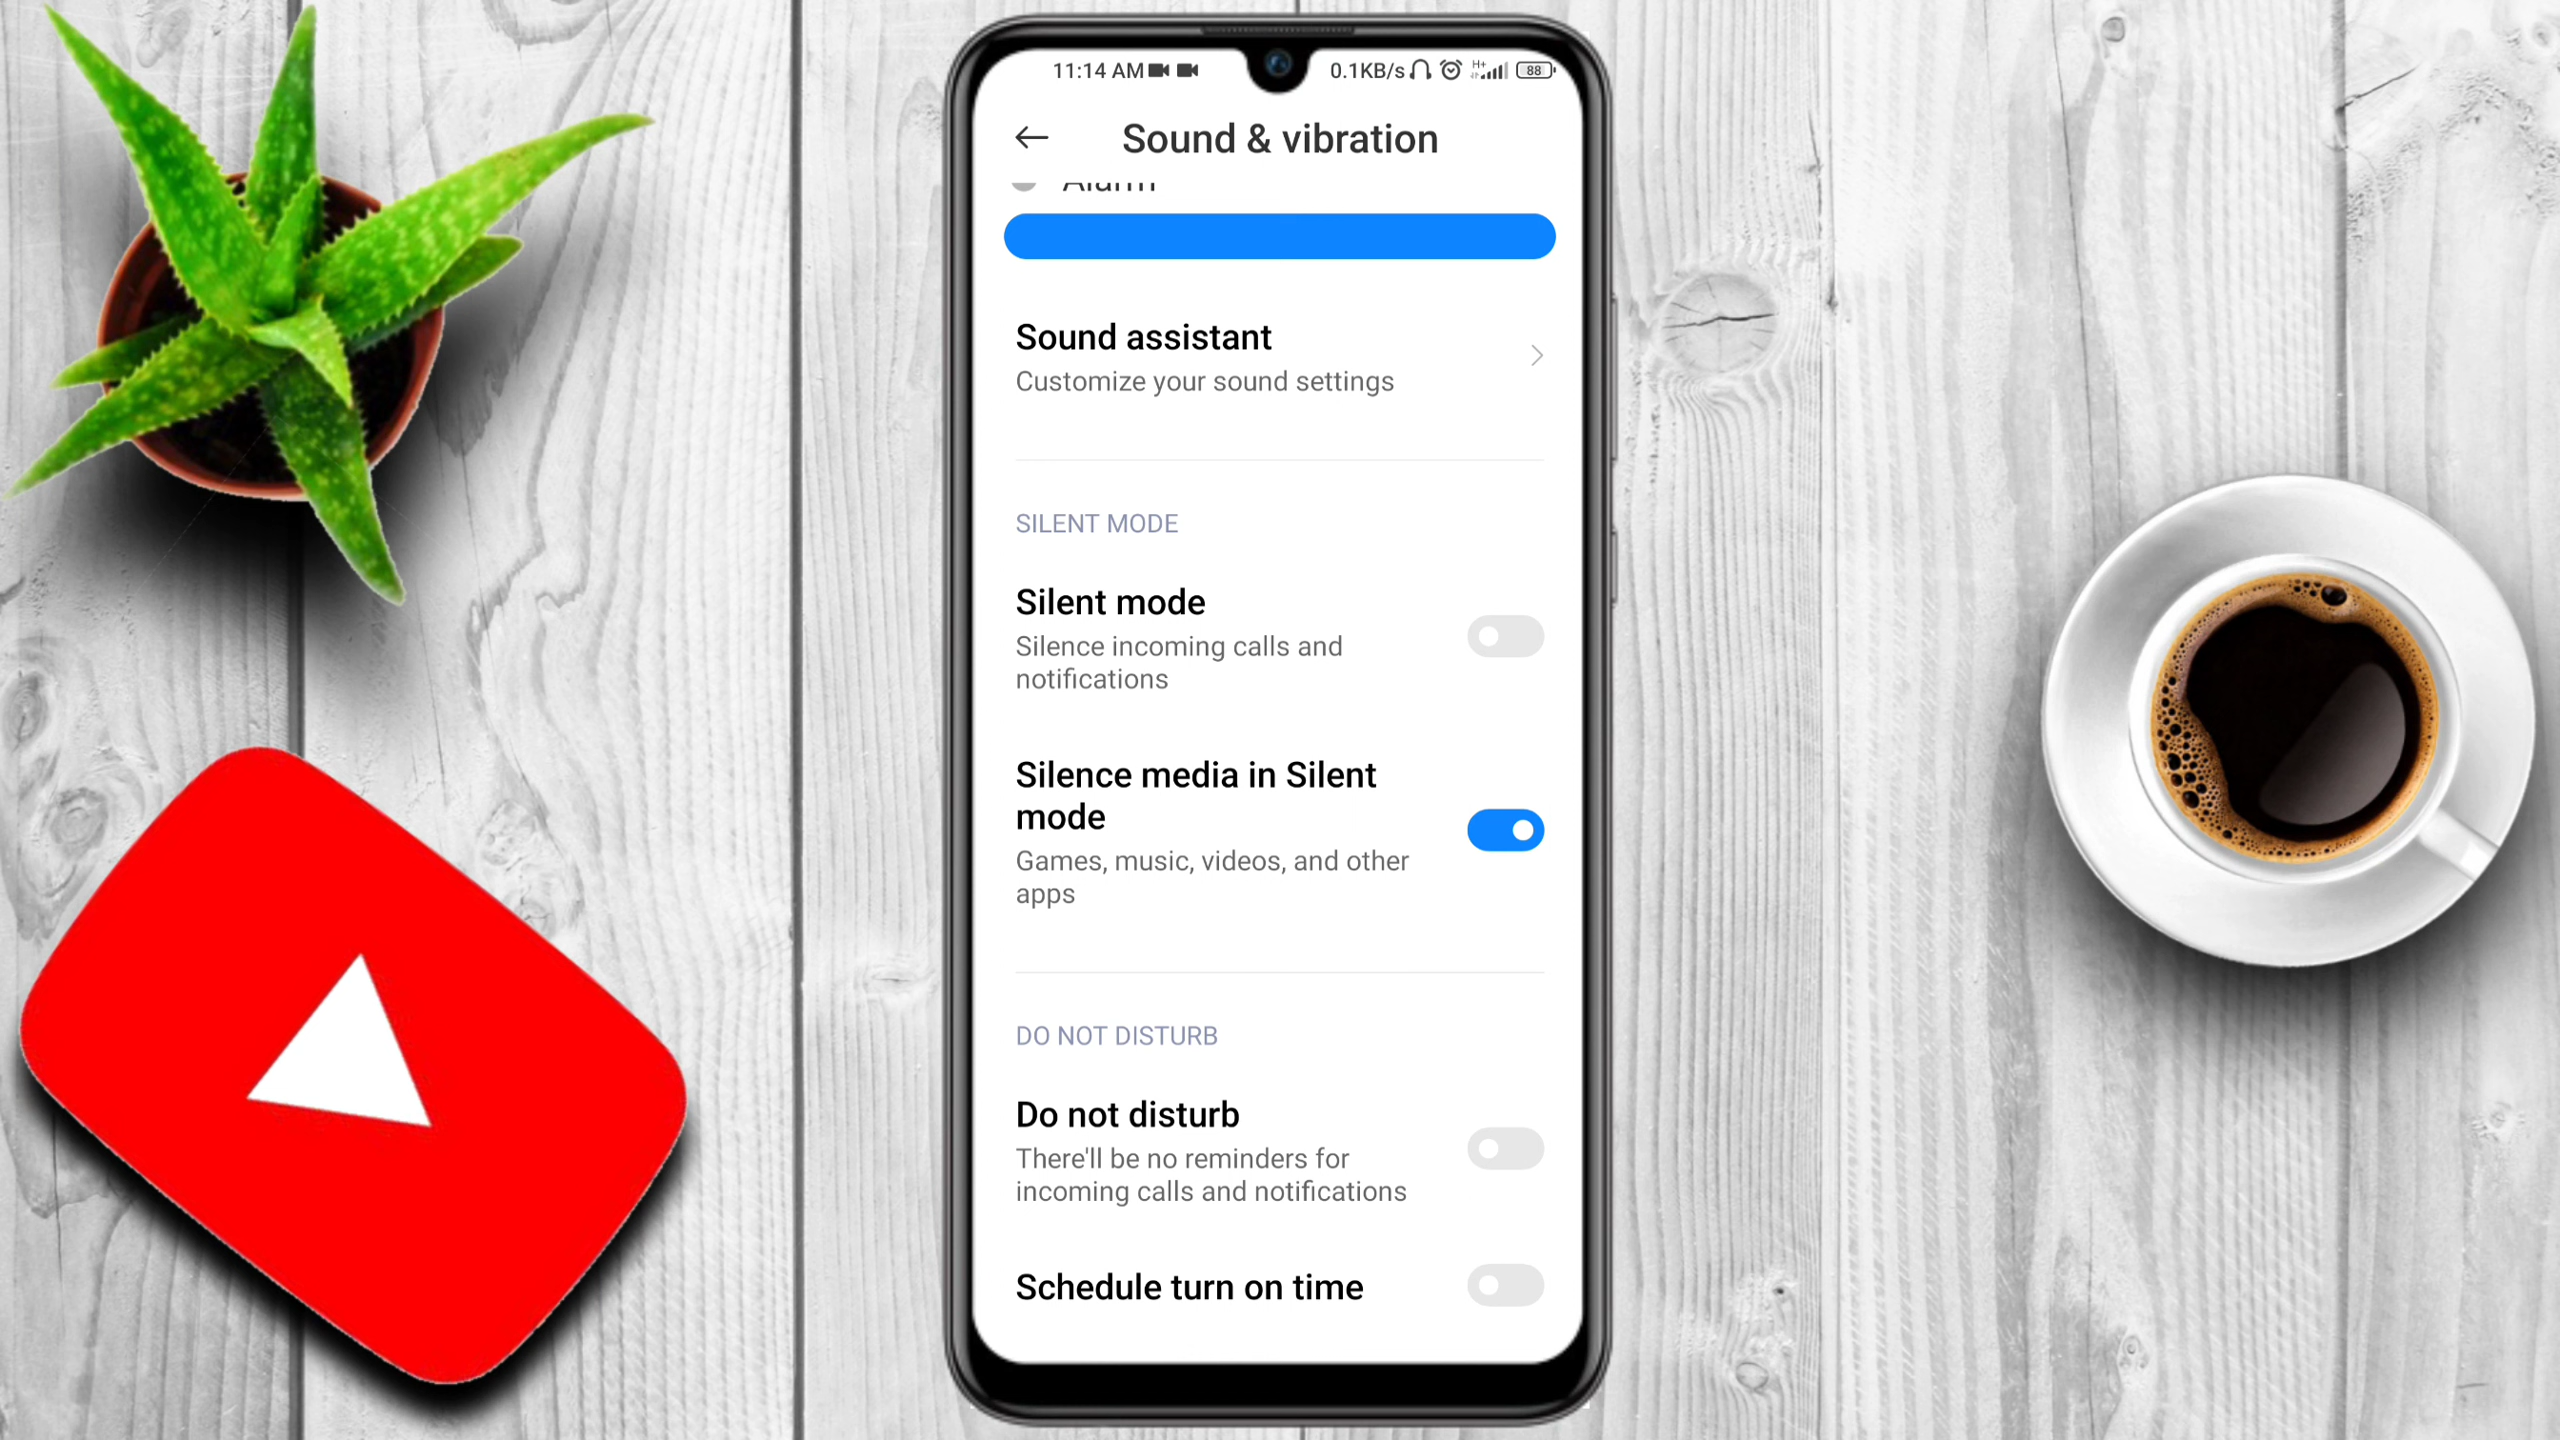 11:14 AM
0.1KB/s H+ 88
Sound & vibration
Alarm
Sound assistant
Customize your sound settings
SILENT MODE
Silent mode
Silence incoming calls and
notifications
Silence media in Silent
mode
Games, music, videos, and other
apps
DO NOT DISTURB
Do not disturb
There'll be no reminders for
incoming calls and notifications
Schedule turn on time